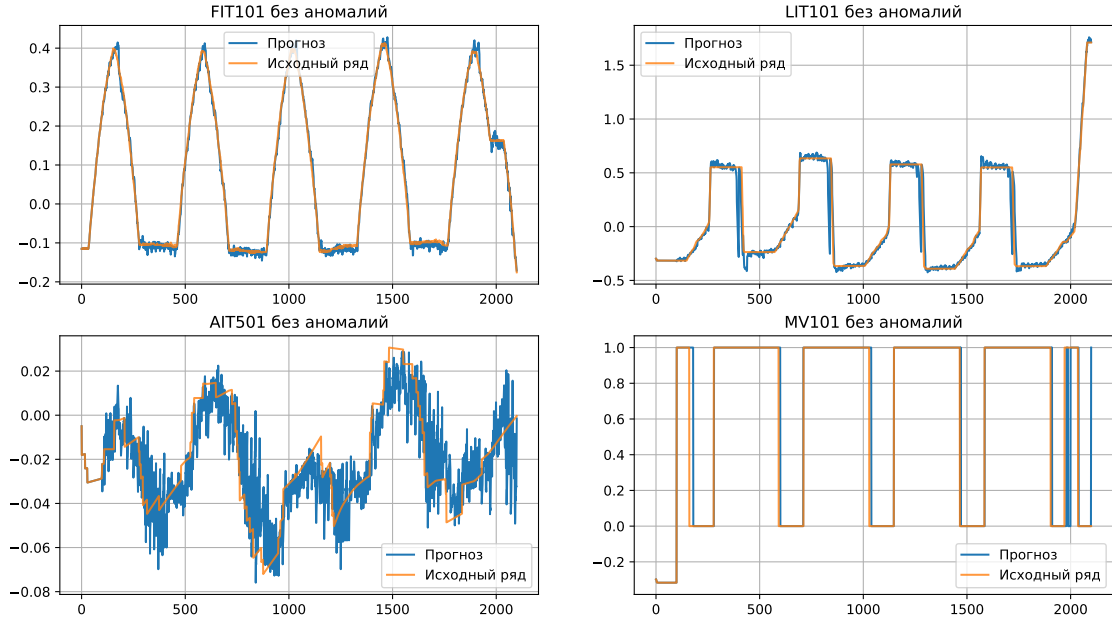 FIT101 без аномалий
0.4
0.3
0.2
0.1
0.0
−0.1
−0.2
0 500 1000 1500 2000
Прогноз
Исходный ряд
LIT101 без аномалий
1.5
1.0
0.5
0.0
−0.5
0 500 1000 1500 2000
Прогноз
Исходный ряд
AIT501 без аномалий
0.02
0.00
−0.02
−0.04
−0.06
−0.08
0 500 1000 1500 2000
Прогноз
Исходный ряд
MV101 без аномалий
1.0
0.8
0.6
0.4
0.2
0.0
−0.2
0 500 1000 1500 2000
Прогноз
Исходный ряд